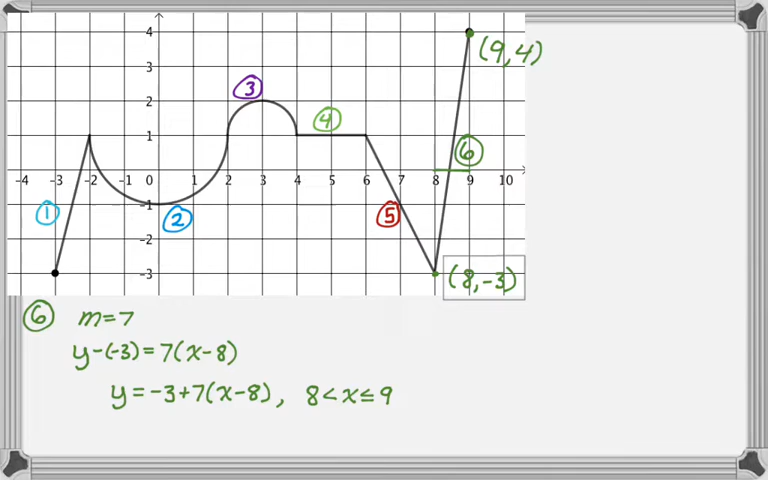 4
3
③
(9,4)
2
④
1
⑥
-4 -3 -2 0 1 2 3 4 5 6 7 8 9 10
① -1 ② ⑤
-2
-3
(8,-3)
⑥ m=7
y-(-3)=7(x-8)
y=-3+7(x-8), 8<x≤9